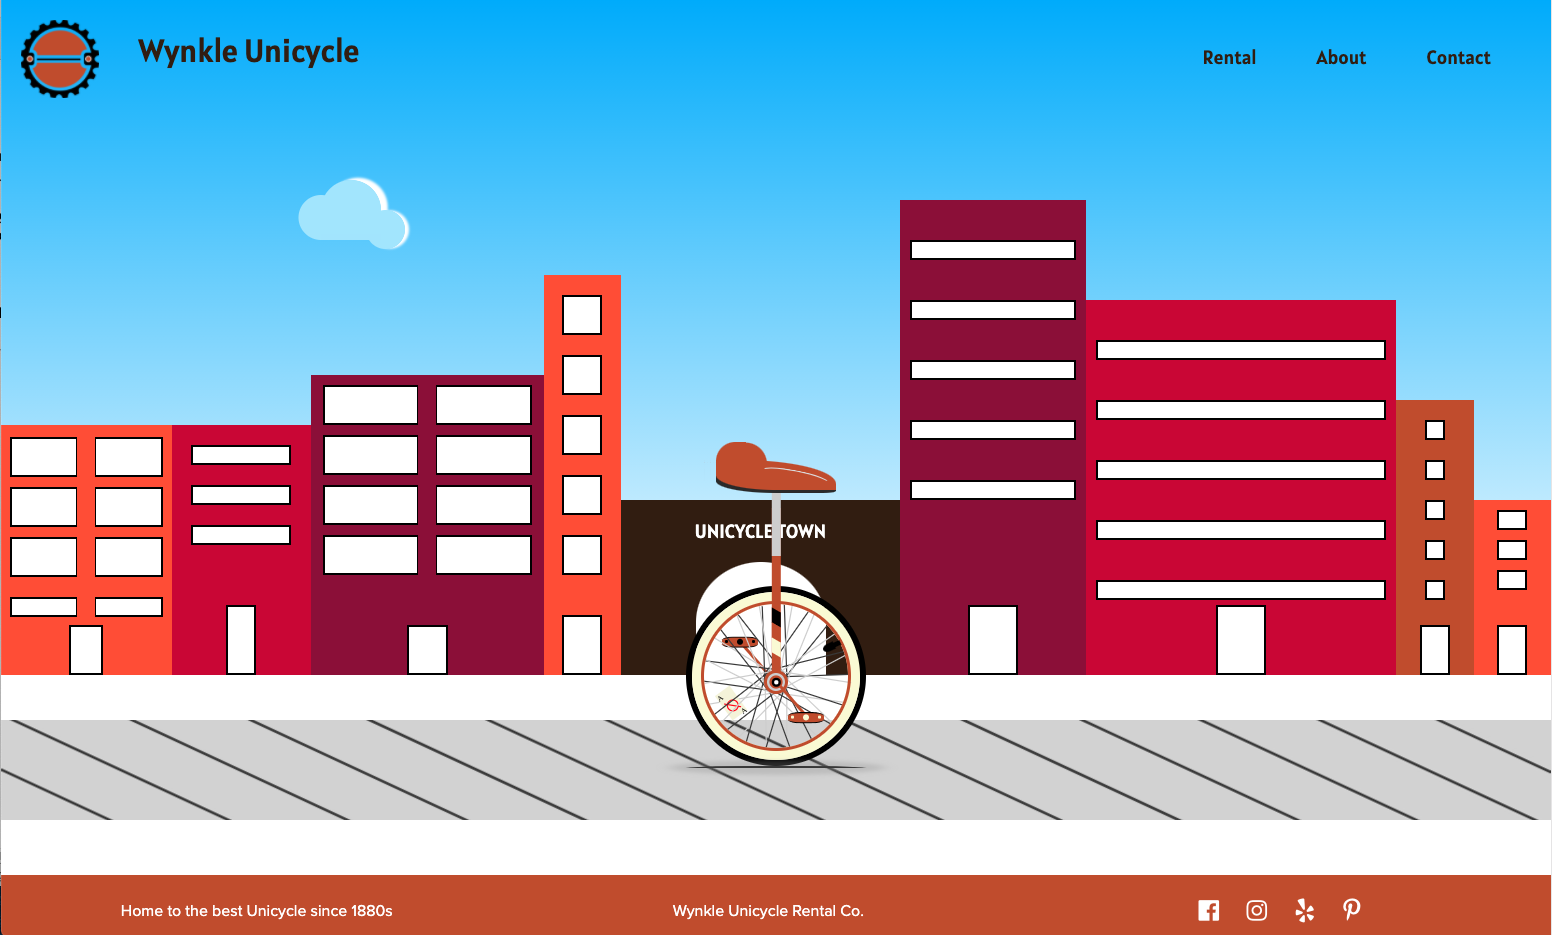 Wynkle Unicycle
Rental
About
Contact
UNICYCLE TOWN
Home to the best Unicycle since 1880s
Wynkle Unicycle Rental Co.